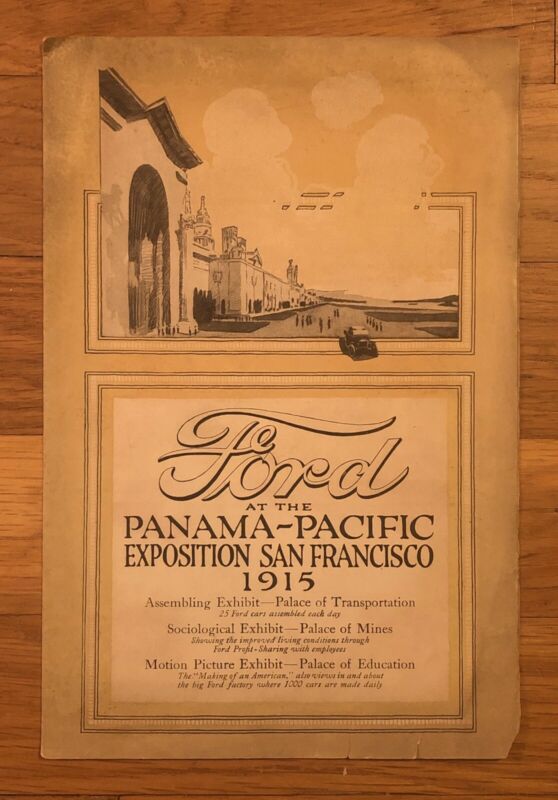 Ford
AT THE
PANAMA-PACIFIC
EXPOSITION SAN FRANCISCO
1915
Assembling Exhibit—Palace of Transportation
25 Ford cars assembled each day
Sociological Exhibit—Palace of Mines
Showing the improved living conditions through
Ford Profit-Sharing with employees
Motion Picture Exhibit—Palace of Education
The "Making of an American," also views in and about
the big Ford factory where 1000 cars are made daily